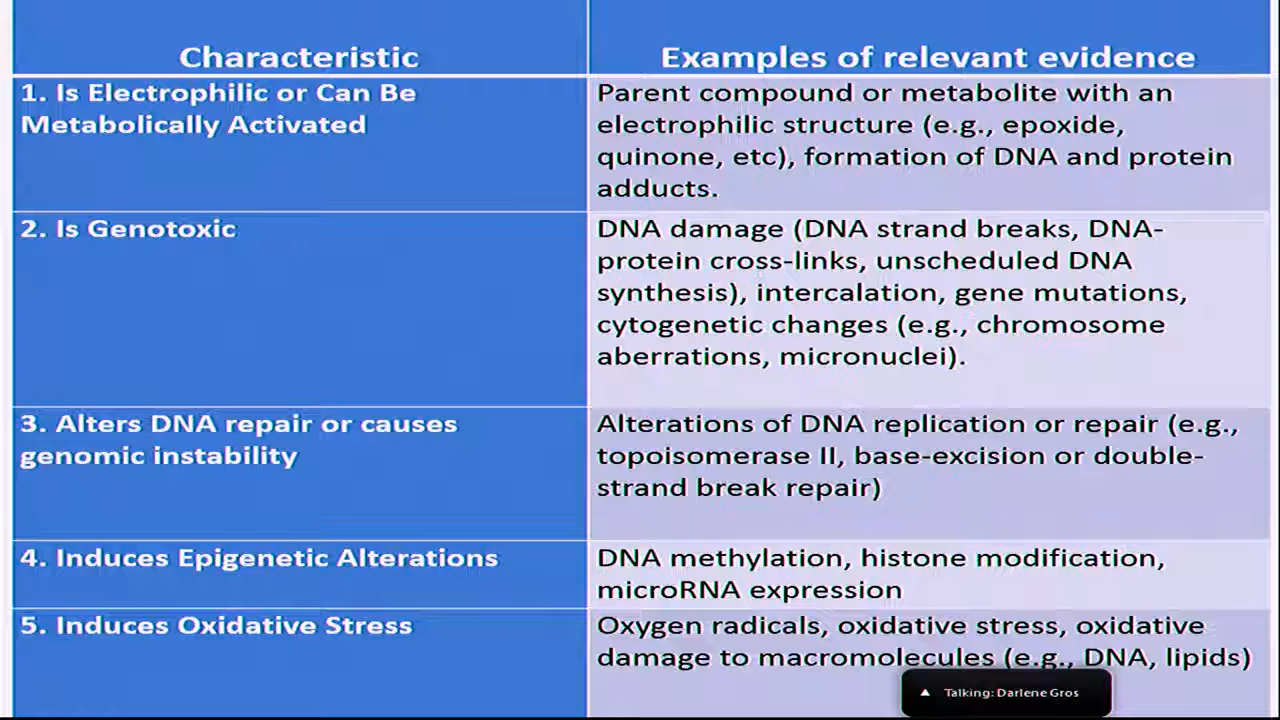 Characteristic
Examples of relevant evidence
1. Is Electrophilic or Can Be
Metabolically Activated
Parent compound or metabolite with an
electrophilic structure (e.g., epoxide,
quinone, etc), formation of DNA and protein
adducts.
2. Is Genotoxic
DNA damage (DNA strand breaks, DNA-
protein cross-links, unscheduled DNA
synthesis), intercalation, gene mutations,
cytogenetic changes (e.g., chromosome
aberrations, micronuclei).
3. Alters DNA repair or causes
genomic instability
Alterations of DNA replication or repair (e.g.,
topoisomerase II, base-excision or double-
strand break repair)
4. Induces Epigenetic Alterations
DNA methylation, histone modification,
microRNA expression
5. Induces Oxidative Stress
Oxygen radicals, oxidative stress, oxidative
damage to macromolecules (e.g., DNA, lipids)
Talking: Darlene Gros